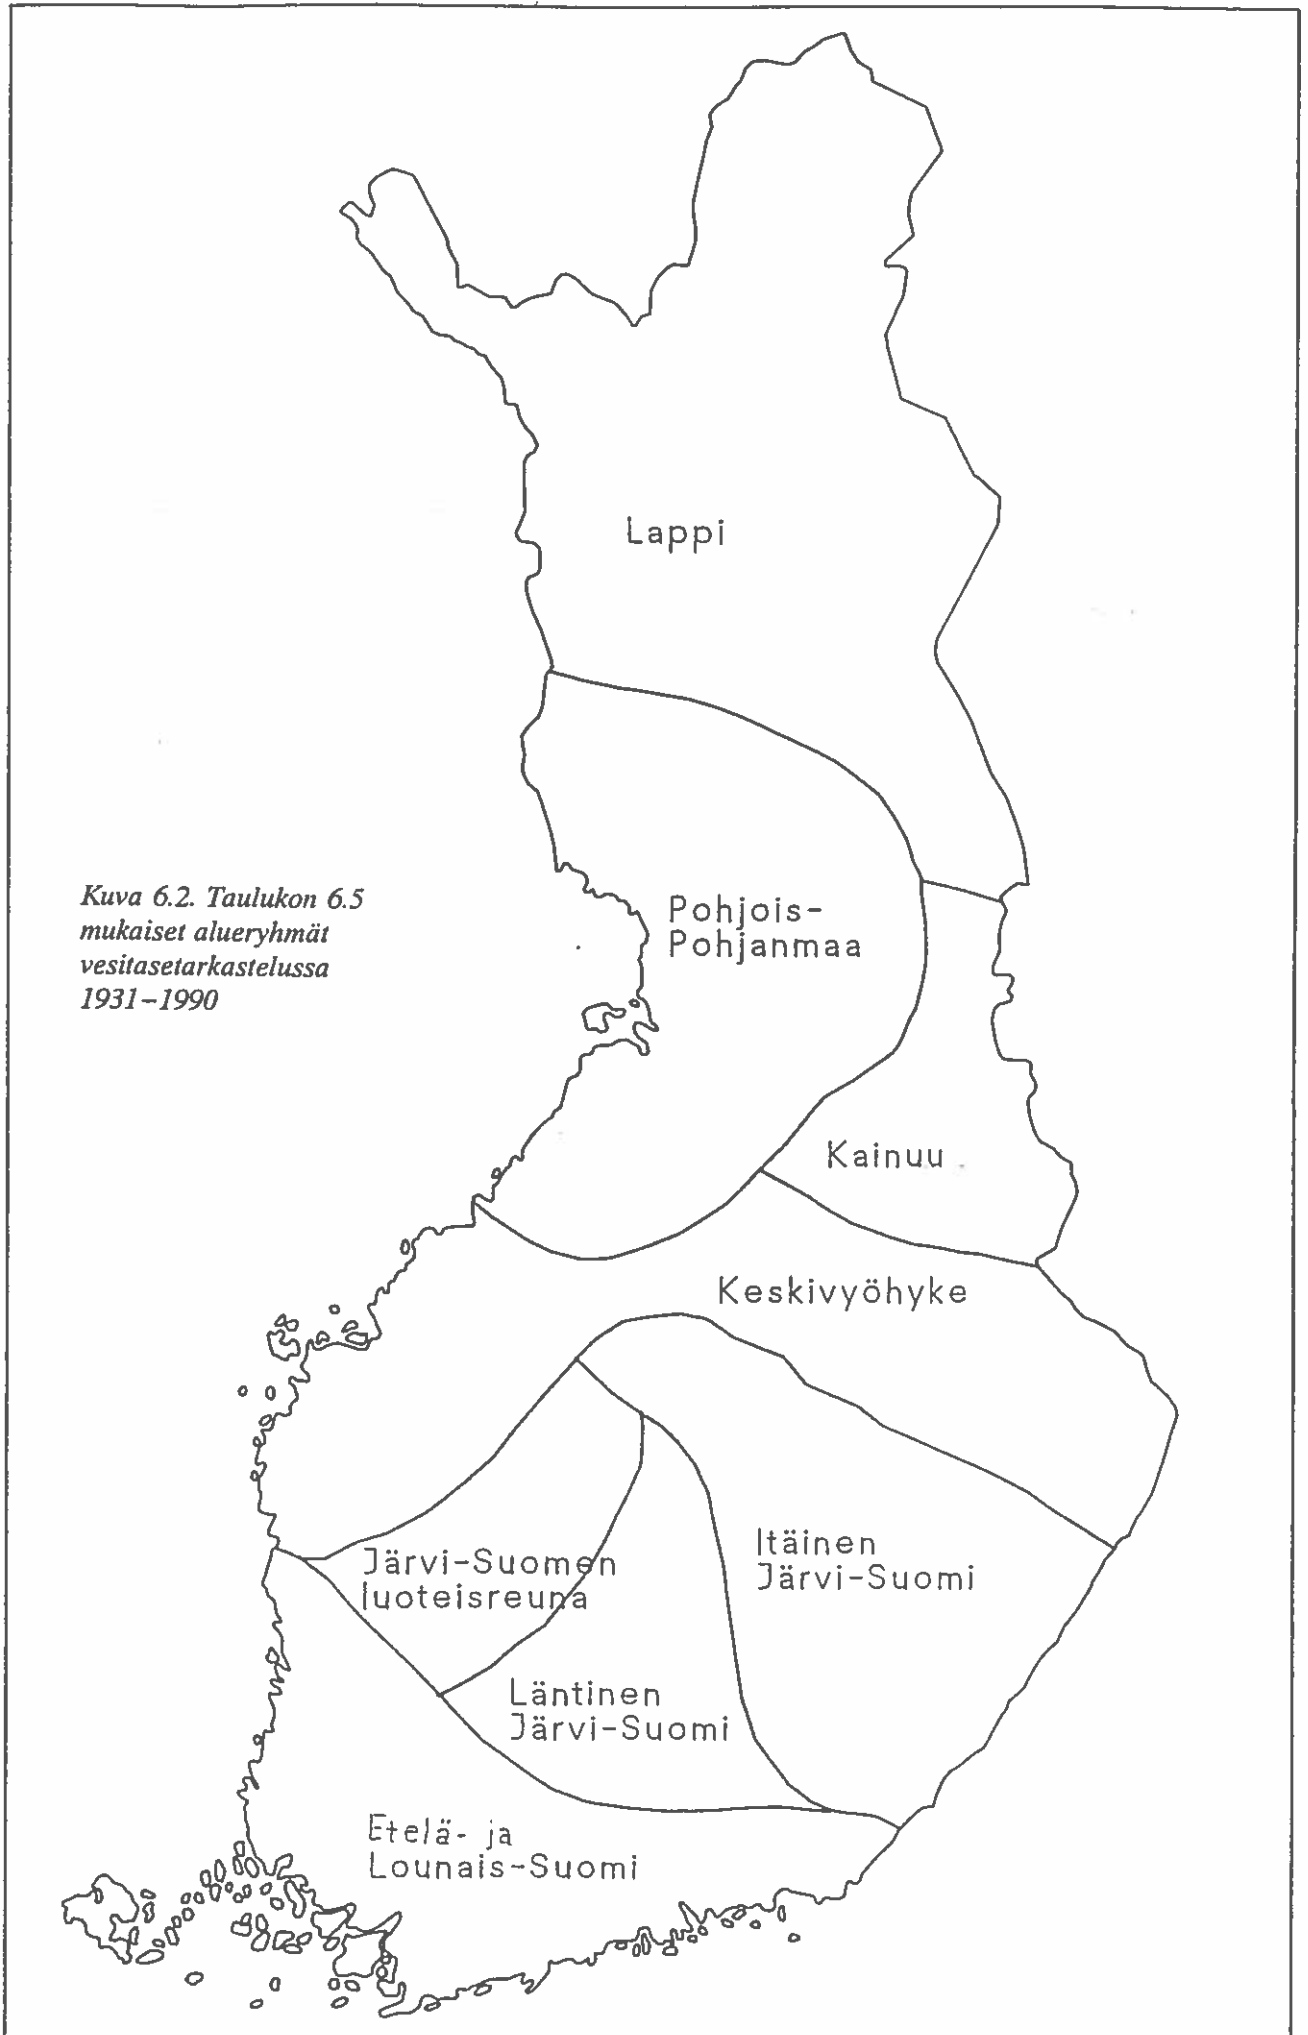 Lappi
Kuva 6.2. Taulukon 6.5
mukaiset alueryhmät
vesitasetarkastelussa
1931–1990
Pohjois-
Pohjanmaa
Kainuu
Keskivyöhyke
Itäinen
Järvi-Suomi
Järvi-Suomen
luoteisreuna
Läntinen
Järvi-Suomi
Etelä- ja
Lounais-Suomi